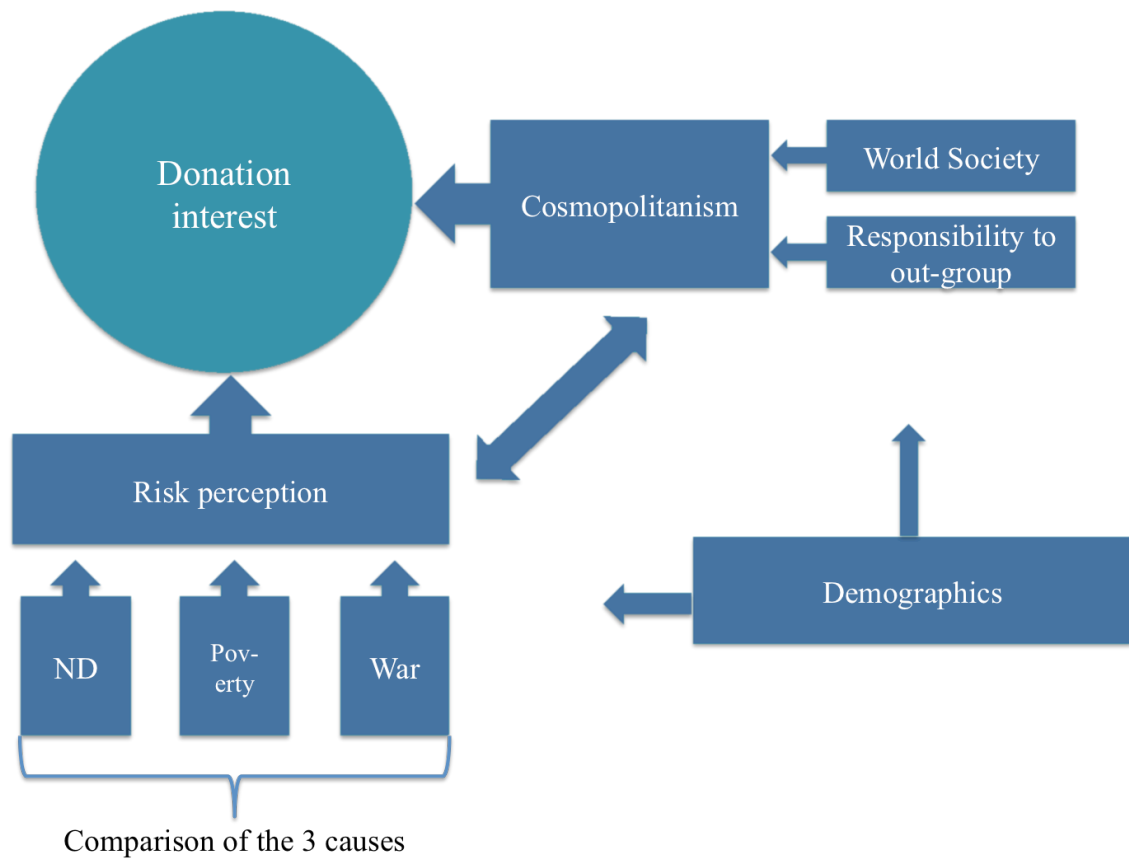 Donation
interest
Cosmopolitanism
World Society
Responsibility to
out-group
Risk perception
Demographics
ND
Pov-
erty
War
Comparison of the 3 causes